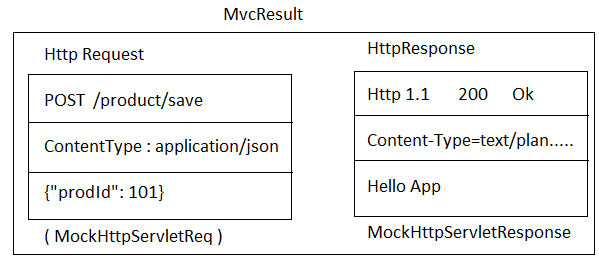 MvcResult
Http Request
POST /product/save
ContentType : application/json
{"prodId": 101}
( MockHttpServletReq )
HttpResponse
Http 1.1 200 Ok
Content-Type=text/plan.....
Hello App
MockHttpServletResponse